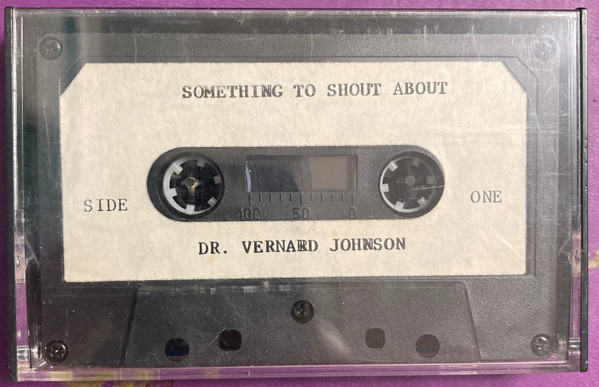 SOMETHING TO SHOUT ABOUT
SIDE ONE
100 50 0
DR. VERNARD JOHNSON